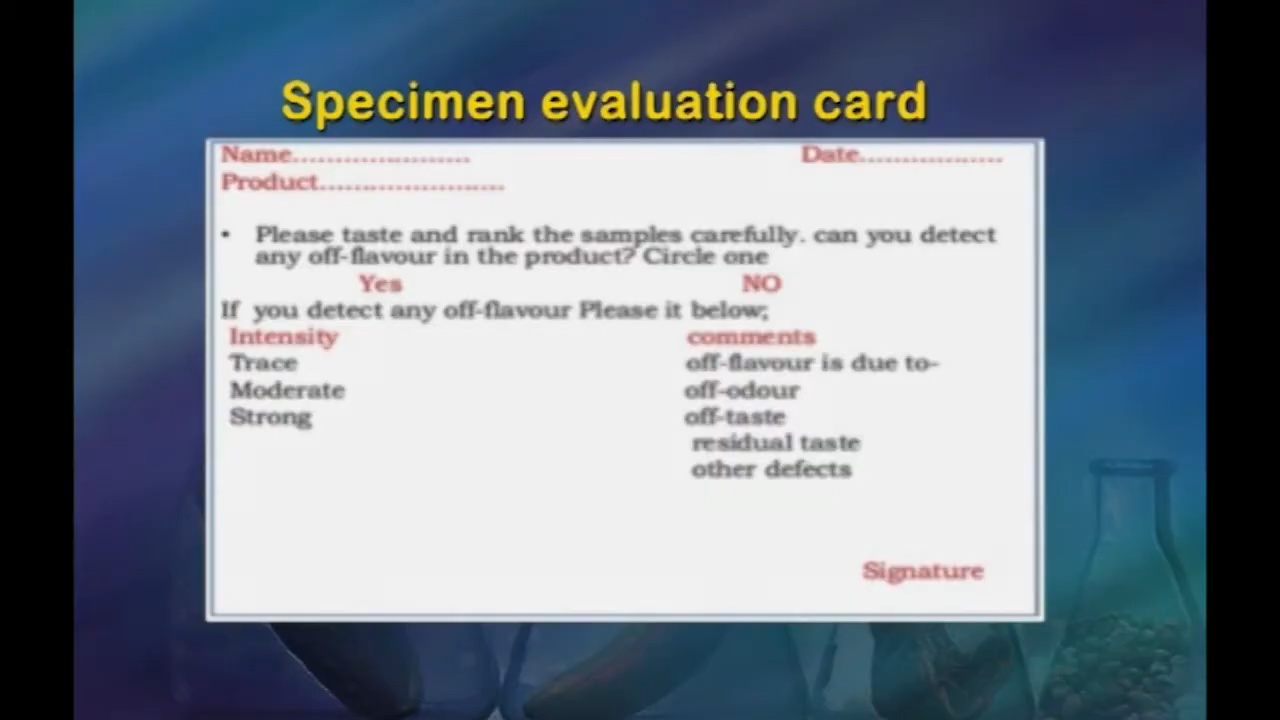 Specimen evaluation card
Name..................... Date.................
Product......................
• Please taste and rank the samples carefully. can you detect
any off-flavour in the product? Circle one
Yes NO
If you detect any off-flavour Please it below;
Intensity comments
Trace off-flavour is due to-
Moderate off-odour
Strong off-taste
residual taste
other defects
Signature